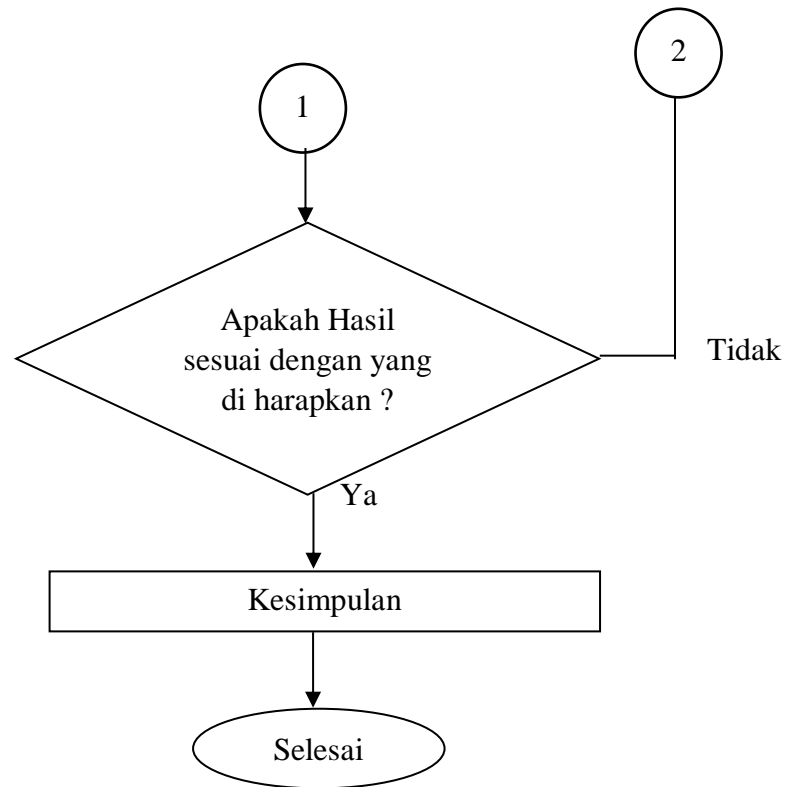 2
1
Apakah Hasil
sesuai dengan yang
di harapkan ?
Tidak
Ya
Kesimpulan
Selesai